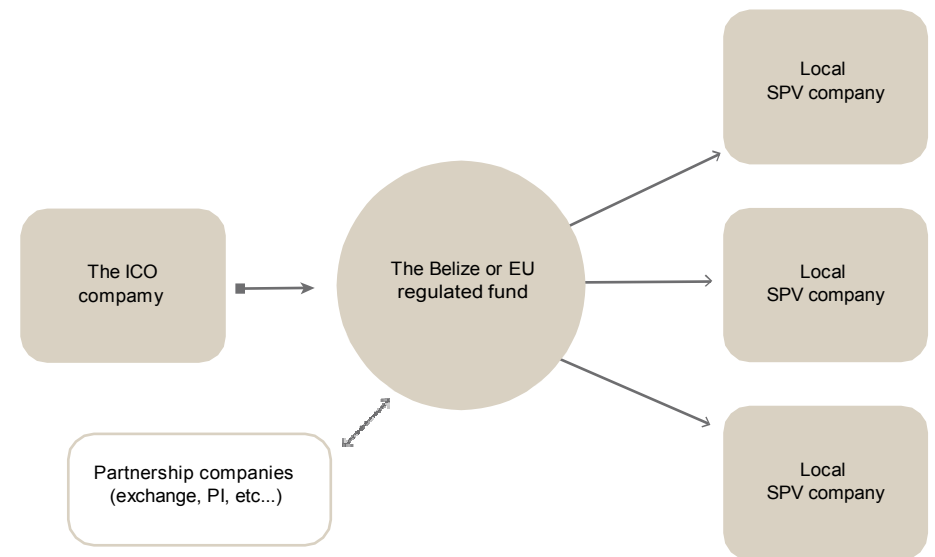 The ICO
compamy
The Belize or EU
regulated fund
Local
SPV company
Local
SPV company
Local
SPV company
Partnership companies
(exchange, PI, etc...)